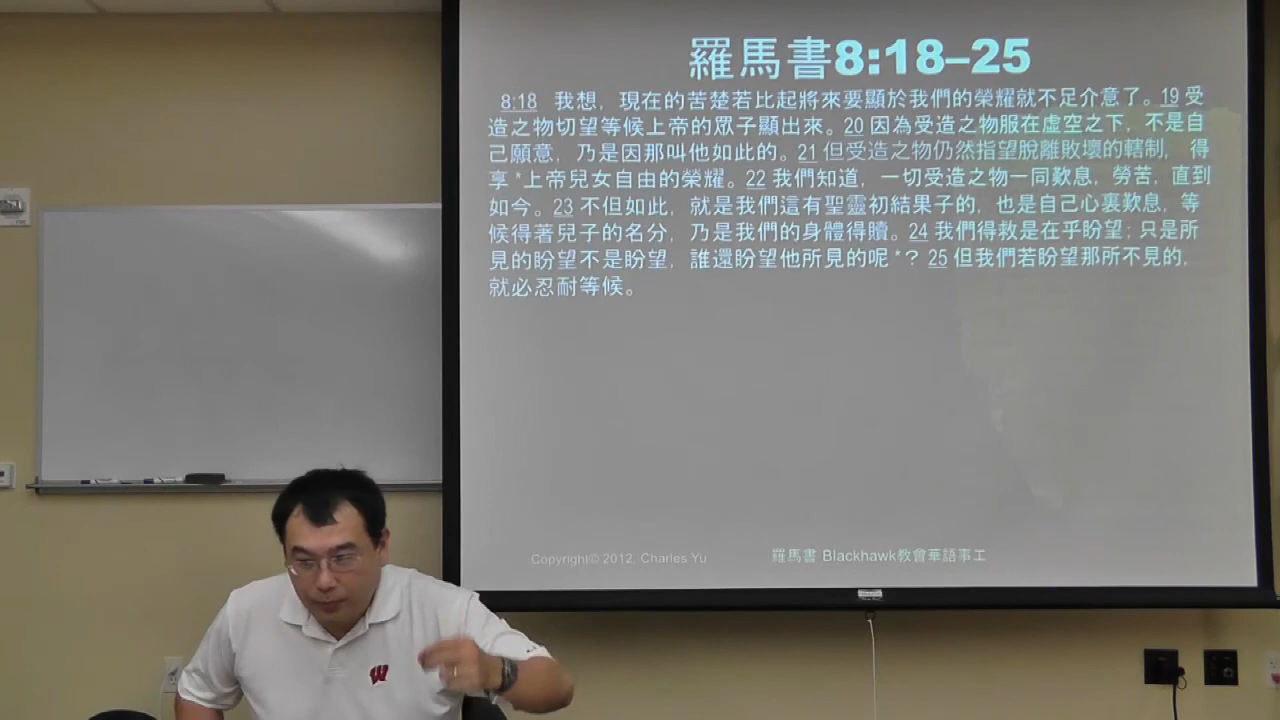 羅馬書8:18–25
8:18 我想，現在的苦楚若比起將來要顯於我們的榮耀就不足介意了。19 受
造之物切望等候上帝的眾子顯出來。20 因為受造之物服在虛空之下，不是自
己願意，乃是因那叫他如此的。21 但受造之物仍然指望脫離敗壞的轄制，得
享 *上帝兒女自由的榮耀。22 我們知道，一切受造之物一同歎息，勞苦，直到
如今。23 不但如此，就是我們這有聖靈初結果子的，也是自己心裏歎息，等
候得著兒子的名分，乃是我們的身體得贖。24 我們得救是在乎盼望；只是所
見的盼望不是盼望，誰還盼望他所見的呢 *？25 但我們若盼望那所不見的，
就必忍耐等候。
Copyright© 2012, Charles Yu
羅馬書 Blackhawk教會華語事工
W